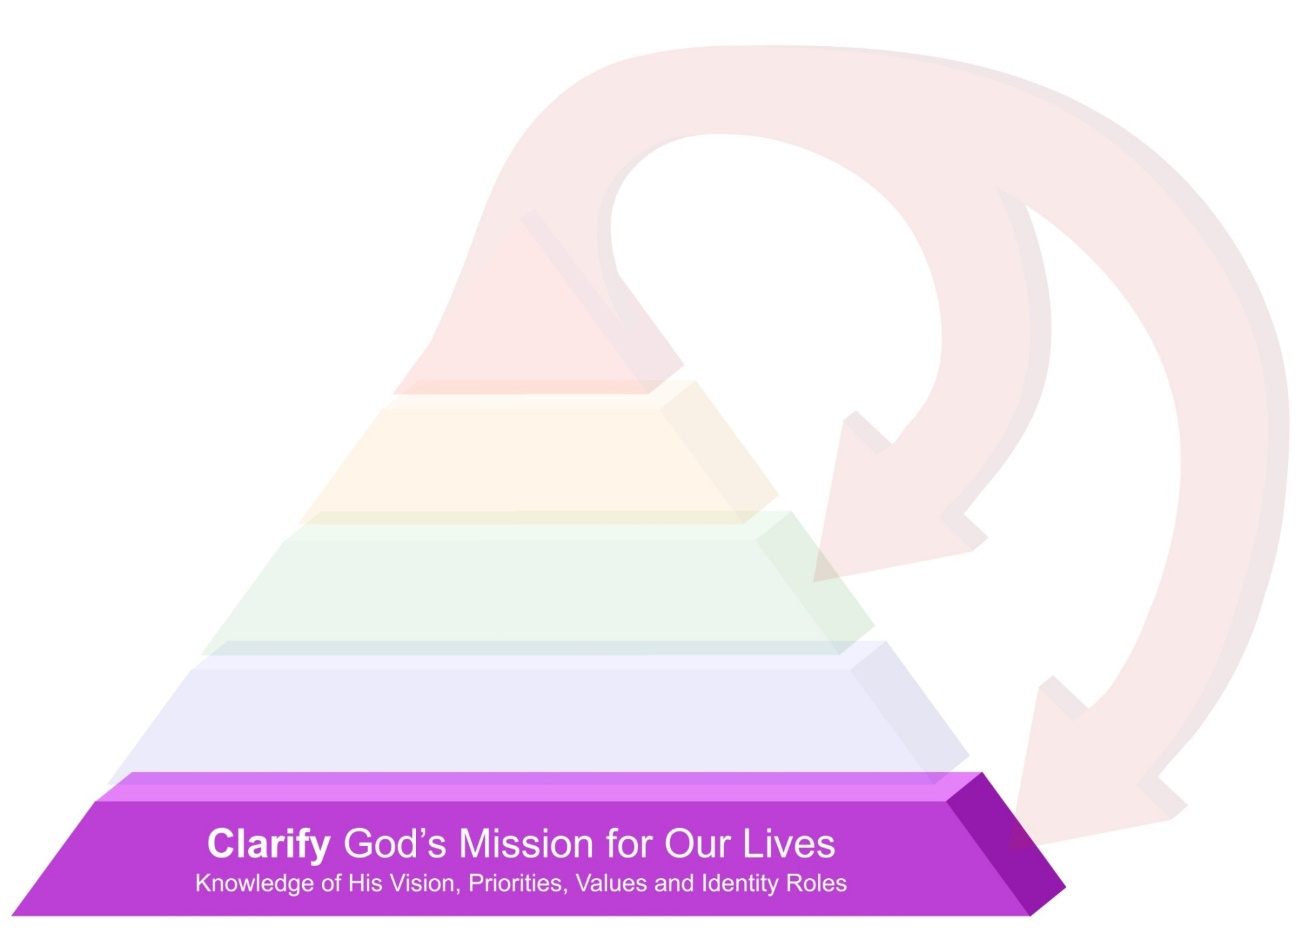 Clarify God’s Mission for Our Lives
Knowledge of His Vision, Priorities, Values and Identity Roles